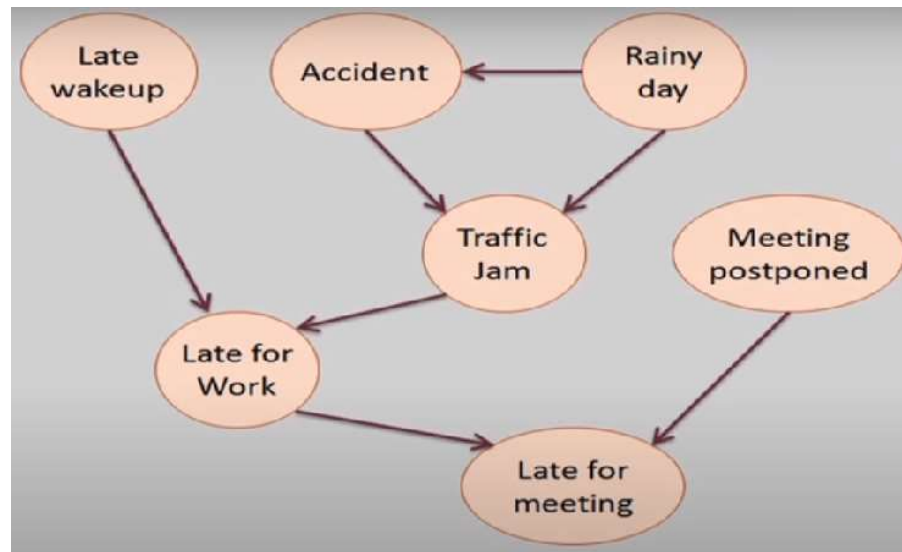 Late
wakeup
Accident
Rainy
day
Traffic
Jam
Meeting
postponed
Late for
Work
Late for
meeting